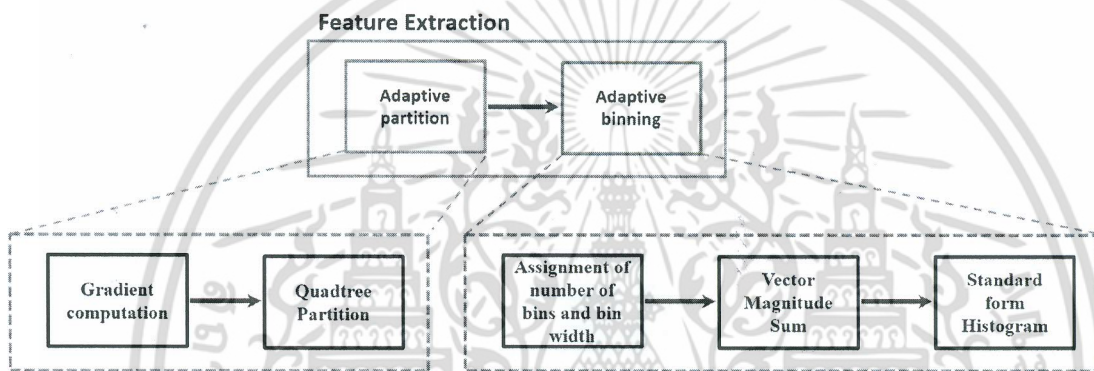 Feature Extraction
Adaptive
partition
Adaptive
binning
Gradient
computation
Quadtree
Partition
Assignment of
number of
bins and bin
width
Vector
Magnitude
Sum
Standard
form
Histogram